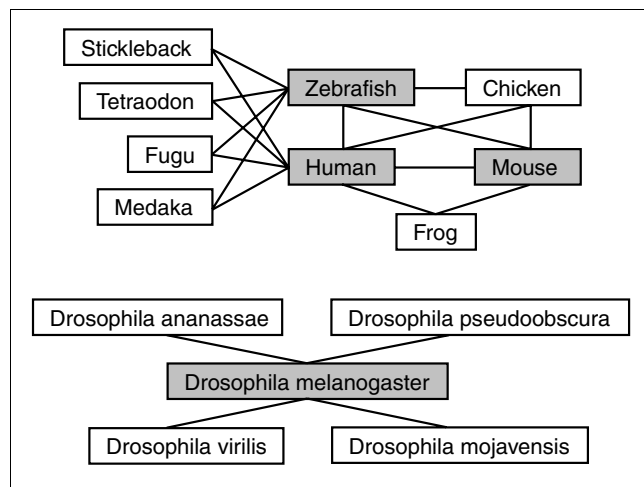 Stickleback
Zebrafish
Chicken
Tetraodon
Fugu
Human
Mouse
Medaka
Frog
Drosophila ananassae
Drosophila pseudoobscura
Drosophila melanogaster
Drosophila virilis
Drosophila mojavensis